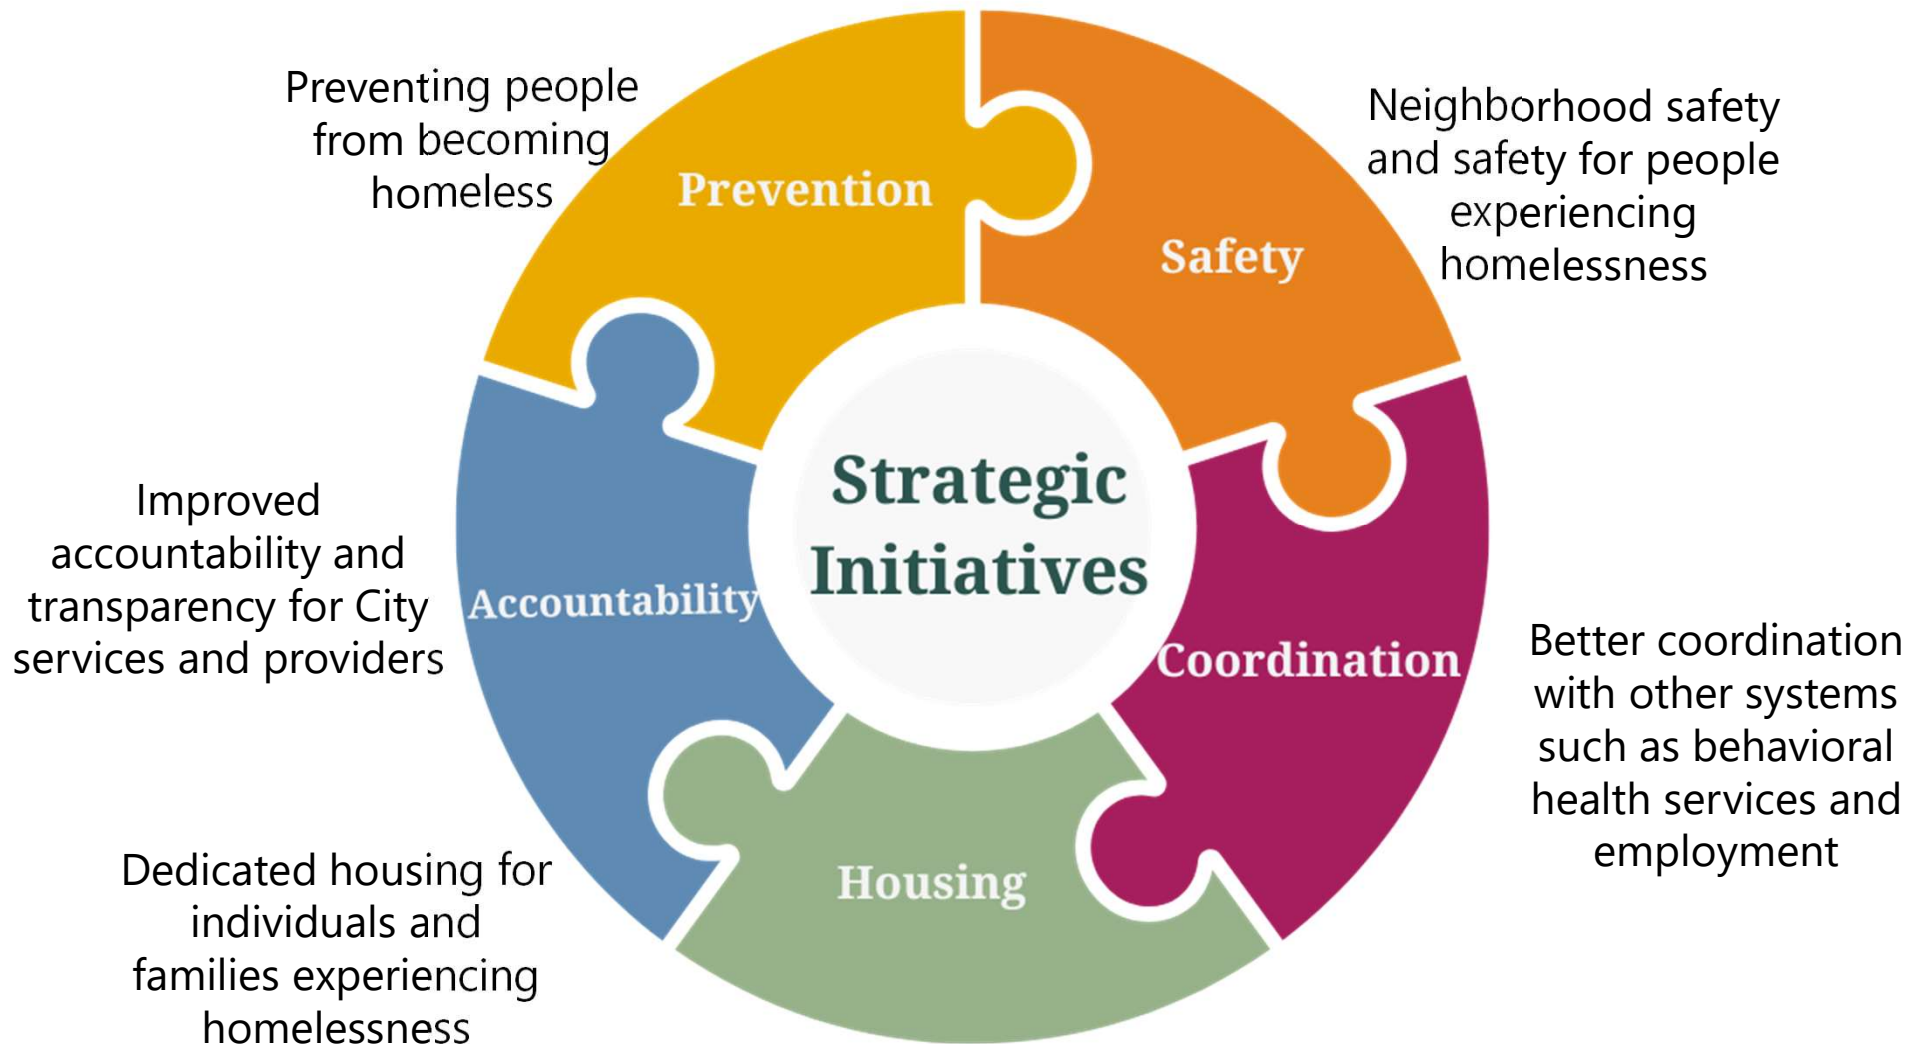 Preventing people
from becoming
homeless
Prevention
Neighborhood safety
and safety for people
experiencing
homelessness
Safety
Strategic
Initiatives
Improved
accountability and
transparency for City
services and providers
Accountability
Coordination
Better coordination
with other systems
such as behavioral
health services and
employment
Dedicated housing for
individuals and
families experiencing
homelessness
Housing